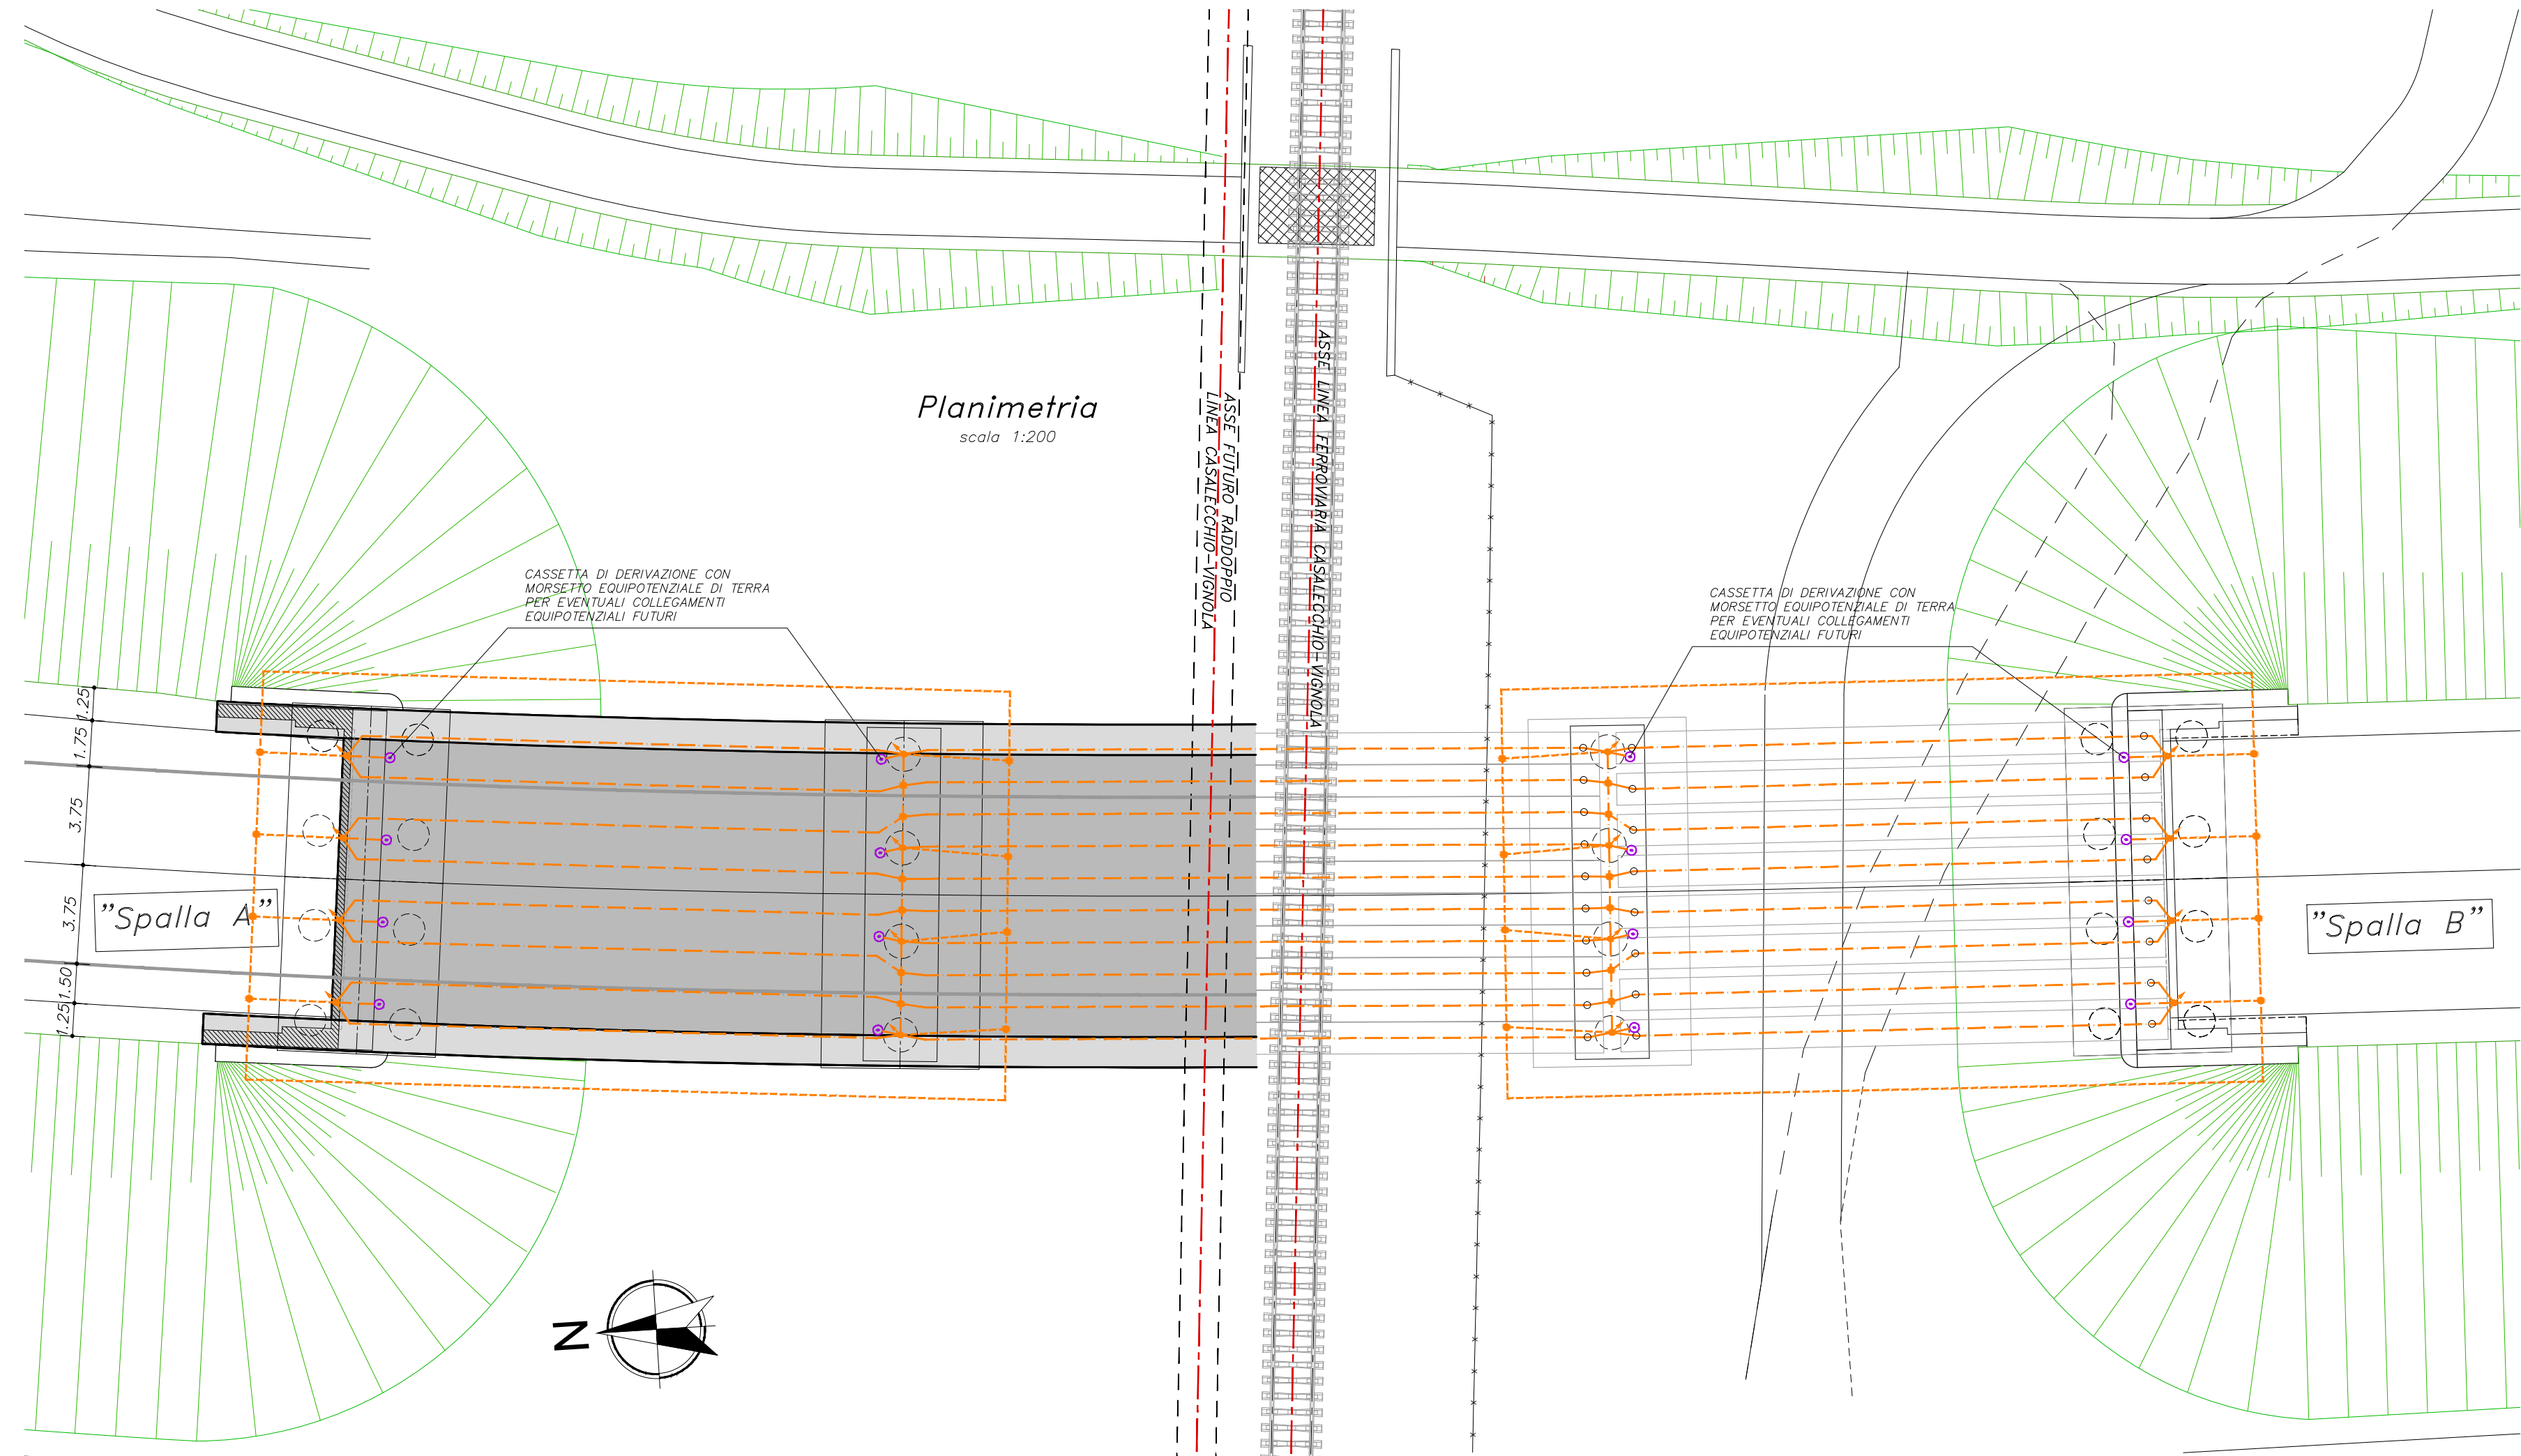 Planimetria
scala 1:200
ASSE FUTURO RADDOPPIO
LINEA CASALECCHIO-VIGNOLA
ASSE LINEA FERROVIARIA CASALECCHIO-VIGNOLA
CASSETTA DI DERIVAZIONE CON
MORSETTO EQUIPOTENZIALE DI TERRA
PER EVENTUALI COLLEGAMENTI
EQUIPOTENZIALI FUTURI
CASSETTA DI DERIVAZIONE CON
MORSETTO EQUIPOTENZIALE DI TERRA
PER EVENTUALI COLLEGAMENTI
EQUIPOTENZIALI FUTURI
1.25
1.75
3.75
3.75
1.50
1.25
"Spalla A"
"Spalla B"
N